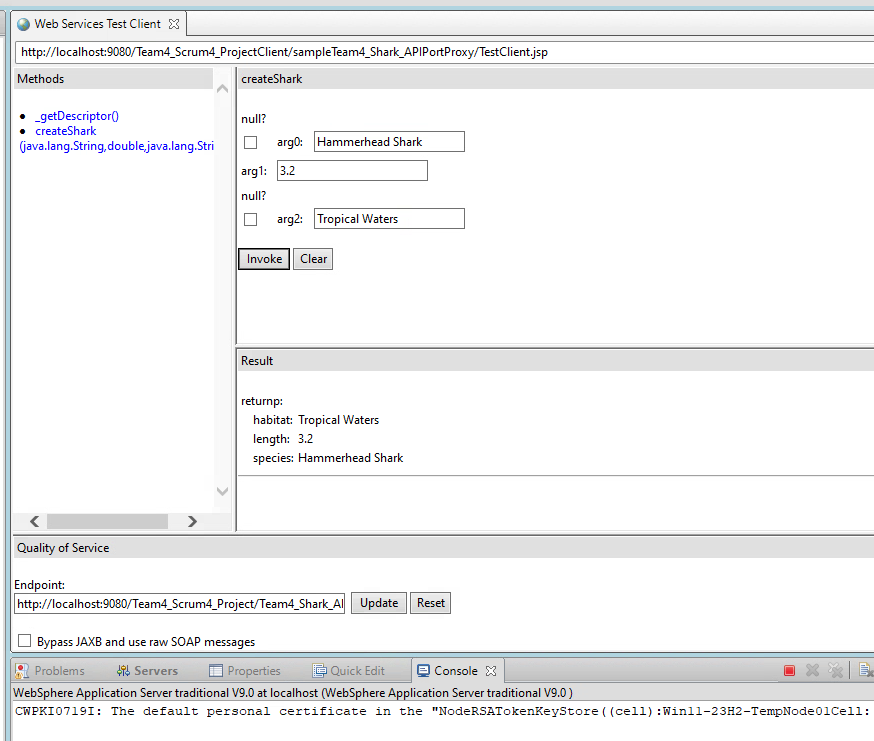 Web Services Test Client
http://localhost:9080/Team4_Scrum4_ProjectClient/sampleTeam4_Shark_APIPortProxy/TestClient.jsp
Methods
_getDescriptor()
createShark
(java.lang.String,double,java.lang.Stri
createShark
null?
arg0: Hammerhead Shark
arg1: 3.2
null?
arg2: Tropical Waters
Invoke Clear
Result
returnp:
habitat: Tropical Waters
length: 3.2
species: Hammerhead Shark
Quality of Service
Endpoint:
http://localhost:9080/Team4_Scrum4_Project/Team4_Shark_AI Update Reset
Bypass JAXB and use raw SOAP messages
Problems Servers Properties Quick Edit Console
WebSphere Application Server traditional V9.0 at localhost (WebSphere Application Server traditional V9.0 )
CWPKI0719I: The default personal certificate in the "NodeRSATokenKeyStore((cell):Win11-23H2-TempNode01Cell: